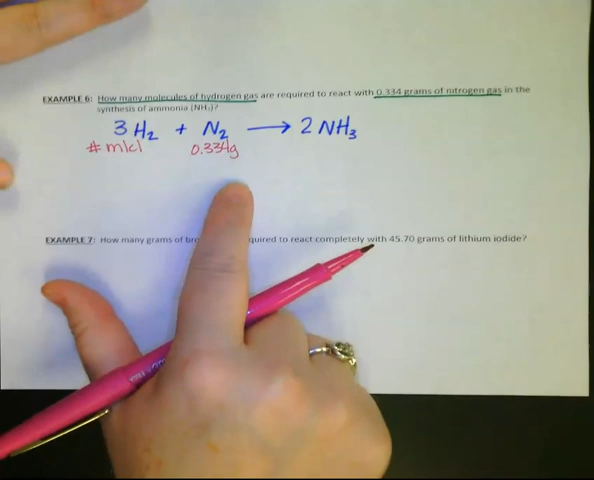 EXAMPLE 6: How many molecules of hydrogen gas are required to react with 0.334 grams of nitrogen gas in the
synthesis of ammonia (NH₃)?
3 H₂ + N₂ → 2 NH₃
# mlcl 0.334g
EXAMPLE 7: How many grams of quired to react completely with 45.70 grams of lithium iodide?